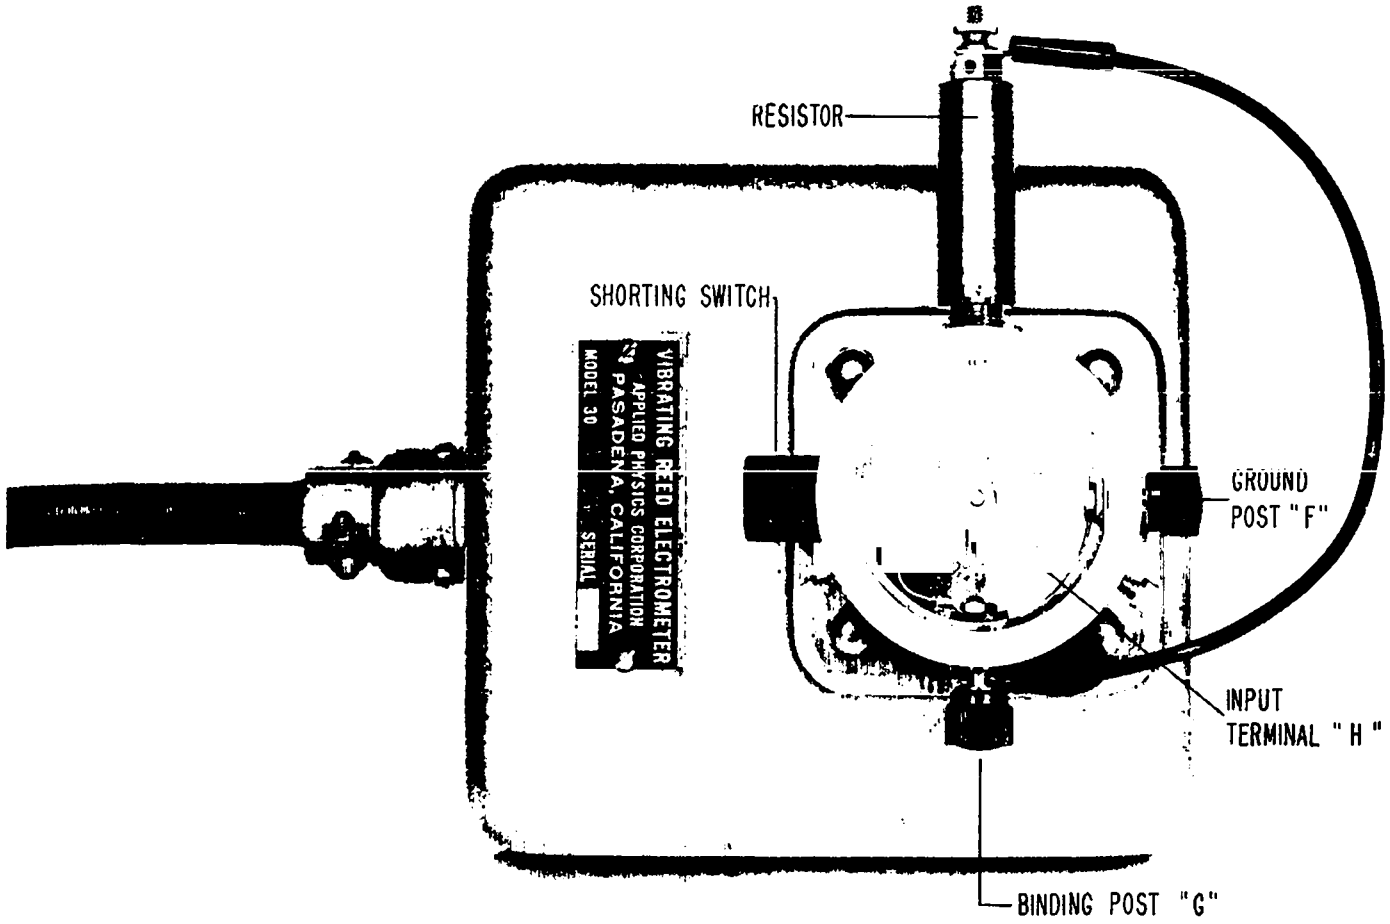 RESISTOR
SHORTING SWITCH
VIBRATING REED ELECTROMETER
APPLIED PHYSICS CORPORATION
PASADENA, CALIFORNIA
MODEL 30 SERIAL
GROUND
POST "F"
INPUT
TERMINAL "H"
BINDING POST "G"